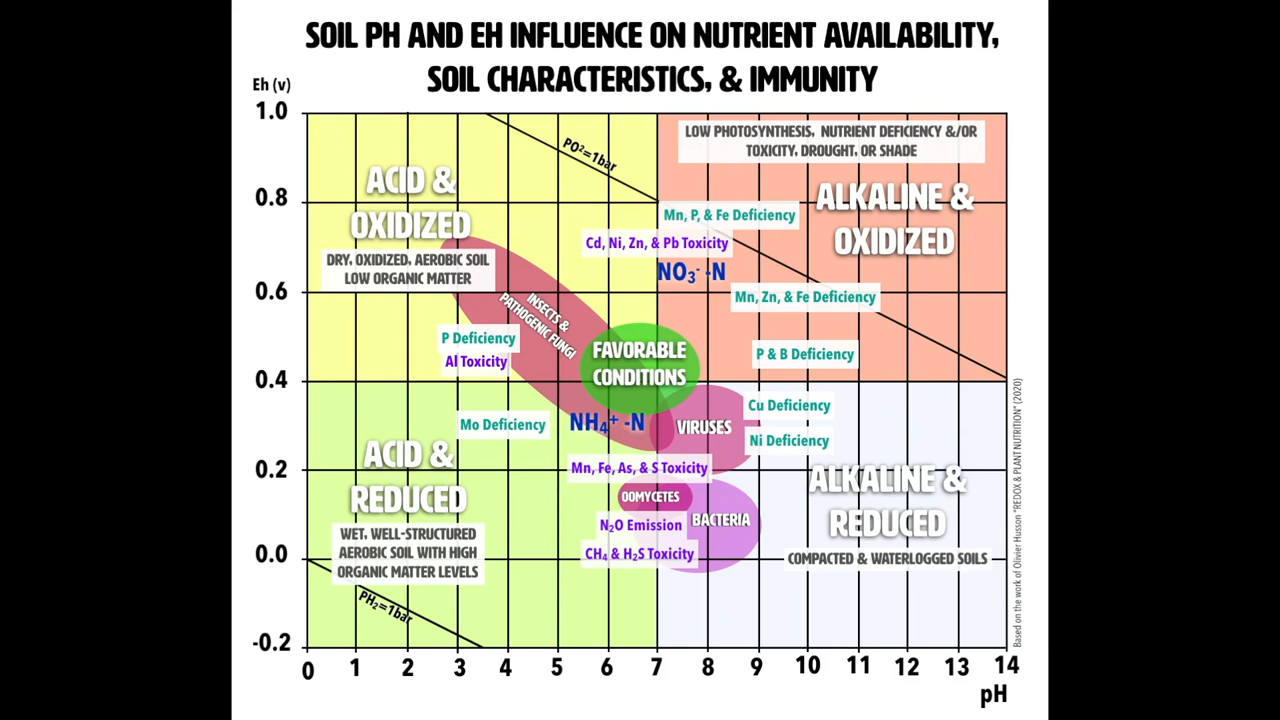 SOIL PH AND EH INFLUENCE ON NUTRIENT AVAILABILITY,
SOIL CHARACTERISTICS, & IMMUNITY
Eh (v)
1.0
0.8
0.6
0.4
0.2
0.0
-0.2
PO²=1bar
LOW PHOTOSYNTHESIS, NUTRIENT DEFICIENCY &/OR
TOXICITY, DROUGHT, OR SHADE
ACID &
OXIDIZED
DRY, OXIDIZED, AEROBIC SOIL
LOW ORGANIC MATTER
ALKALINE &
OXIDIZED
Mn, P, & Fe Deficiency
Cd, Ni, Zn, & Pb Toxicity
NO₃⁻ -N
Mn, Zn, & Fe Deficiency
INSECTS &
PATHOGENIC FUNGI
P Deficiency
Al Toxicity
FAVORABLE
CONDITIONS
P & B Deficiency
Mo Deficiency
NH₄⁺ -N
VIRUSES
Cu Deficiency
Ni Deficiency
ACID &
REDUCED
WET, WELL-STRUCTURED
AEROBIC SOIL WITH HIGH
ORGANIC MATTER LEVELS
Mn, Fe, As, & S Toxicity
OOMYCETES
BACTERIA
N₂O Emission
CH₄ & H₂S Toxicity
ALKALINE &
REDUCED
COMPACTED & WATERLOGGED SOILS
PH₂=1bar
Based on the work of Olivier Husson "REDOX & PLANT NUTRITION" (2020)
0 1 2 3 4 5 6 7 8 9 10 11 12 13 14
pH